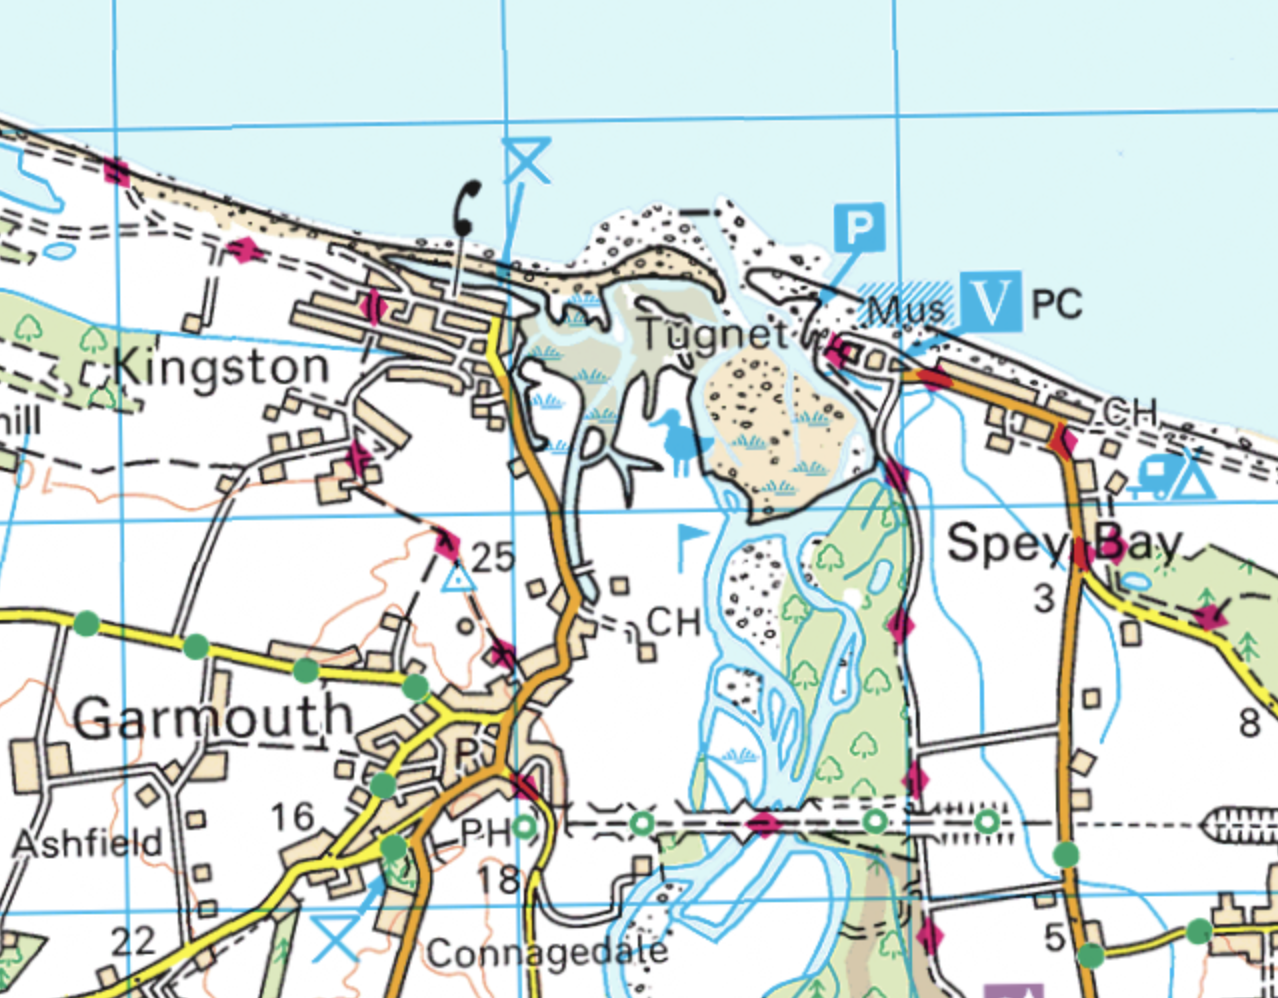 P
Mus V PC
Tugnet
Kingston
CH
hill
10
Spey Bay
25
3
CH
Garmouth
8
P
16
PH
Ashfield
18
22
Connagedale
5